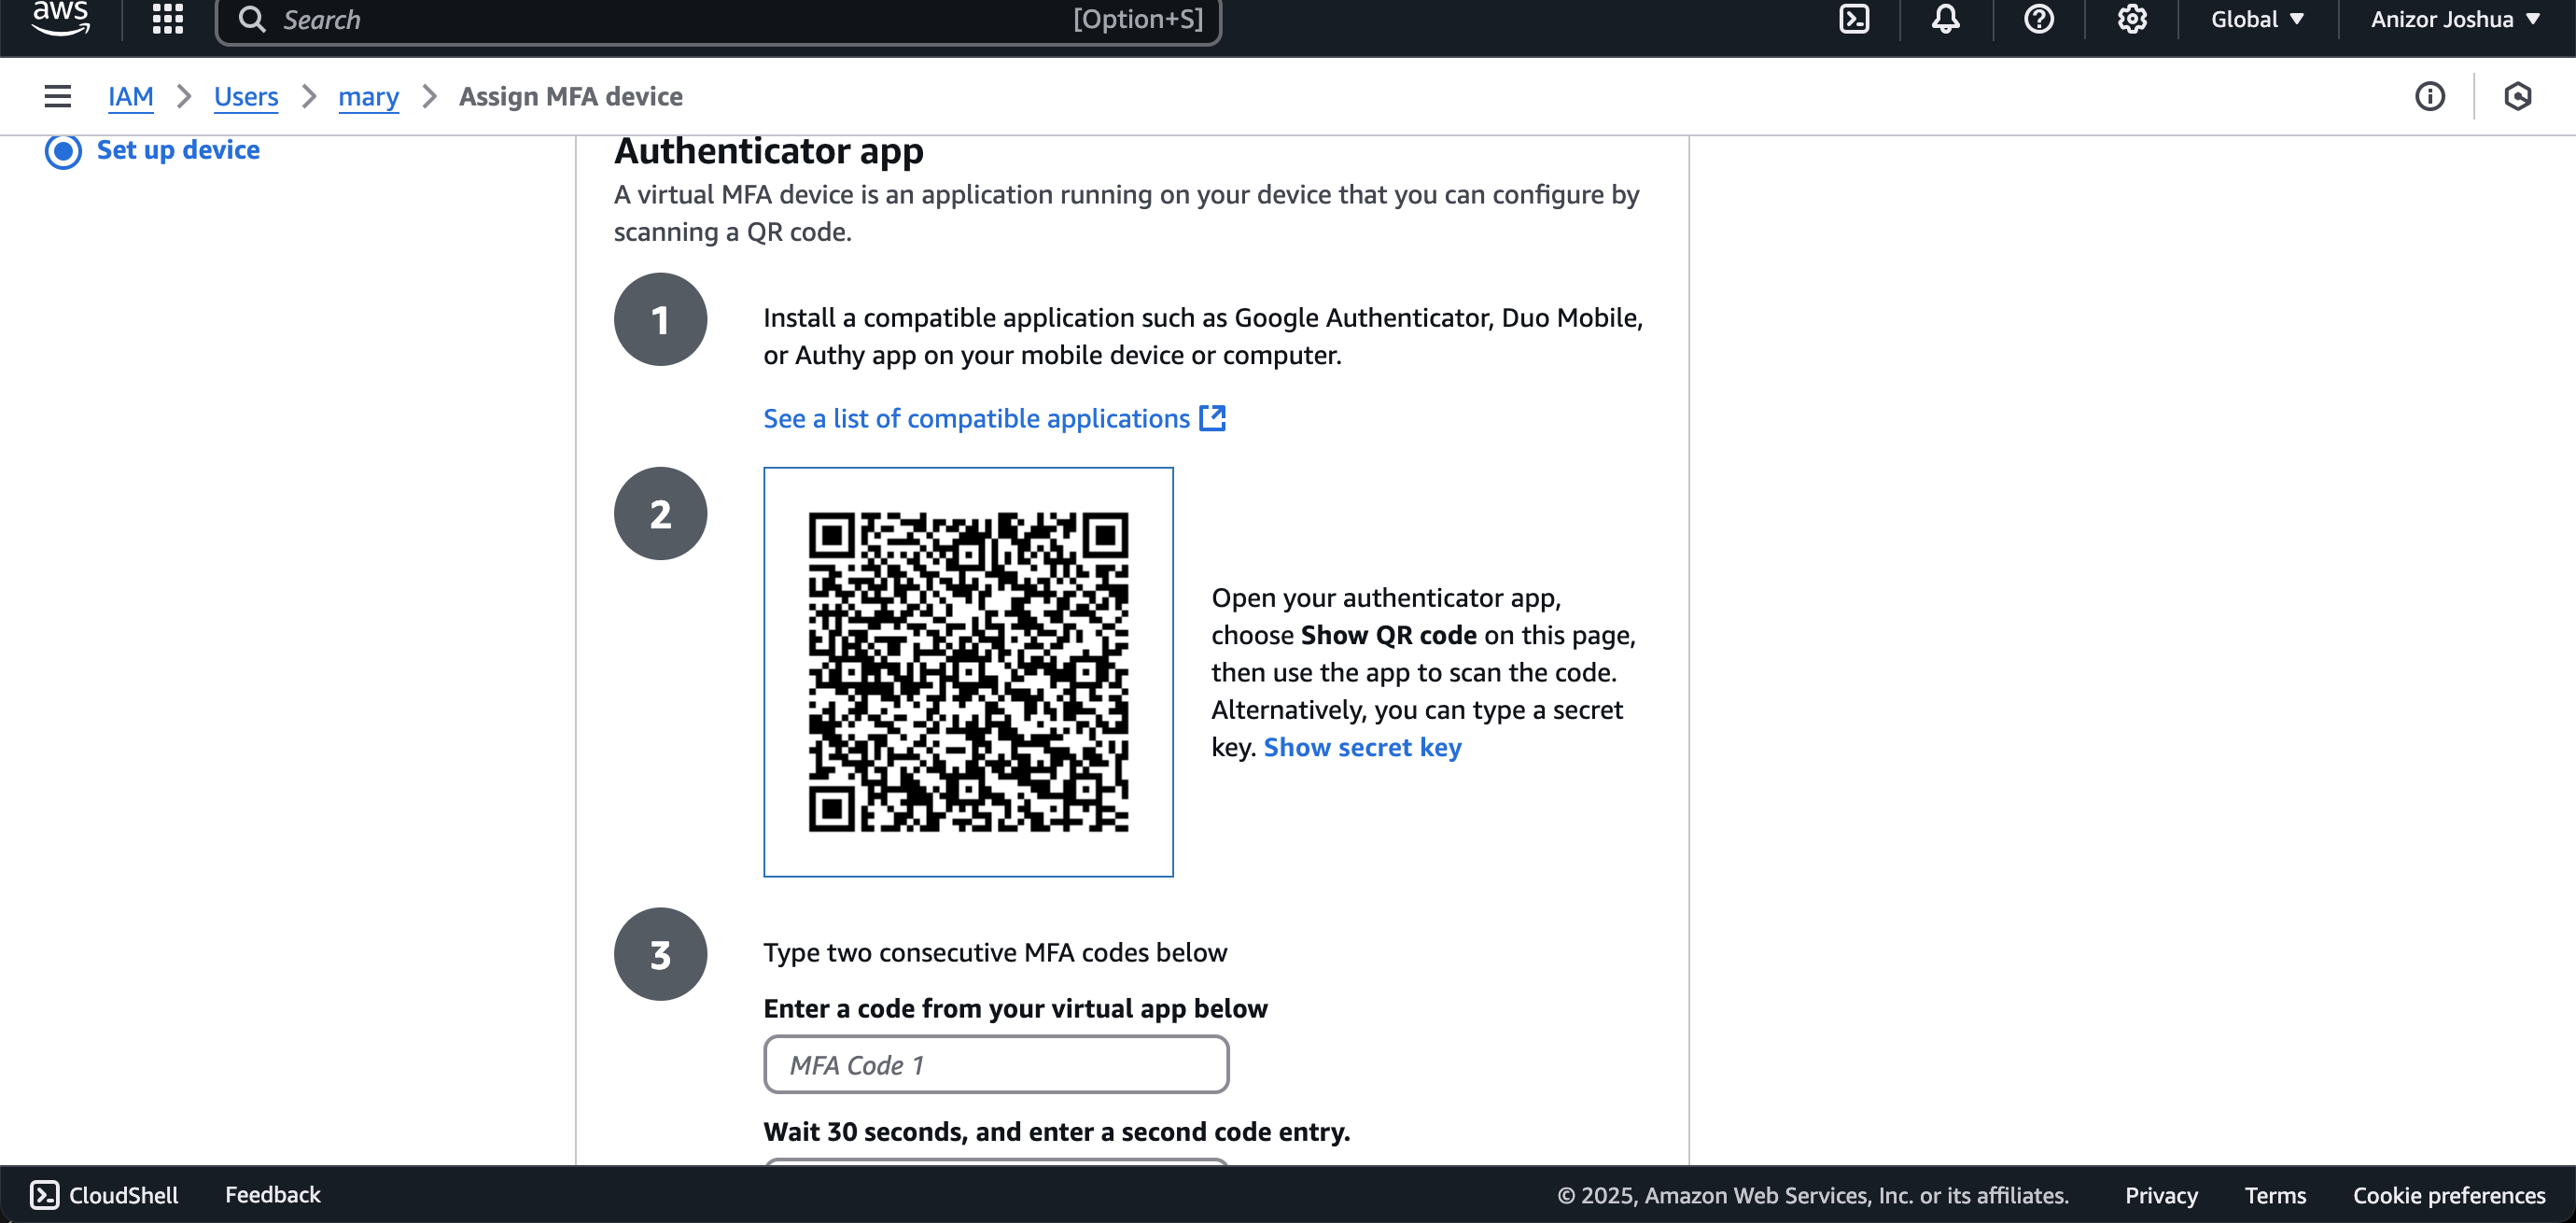 aws
Search [Option+S]
Global Anizor Joshua
IAM Users mary Assign MFA device
Set up device
Authenticator app
A virtual MFA device is an application running on your device that you can configure by
scanning a QR code.
1
Install a compatible application such as Google Authenticator, Duo Mobile,
or Authy app on your mobile device or computer.
See a list of compatible applications
2
Open your authenticator app,
choose Show QR code on this page,
then use the app to scan the code.
Alternatively, you can type a secret
key. Show secret key
3
Type two consecutive MFA codes below
Enter a code from your virtual app below
MFA Code 1
Wait 30 seconds, and enter a second code entry.
CloudShell Feedback © 2025, Amazon Web Services, Inc. or its affiliates. Privacy Terms Cookie preferences